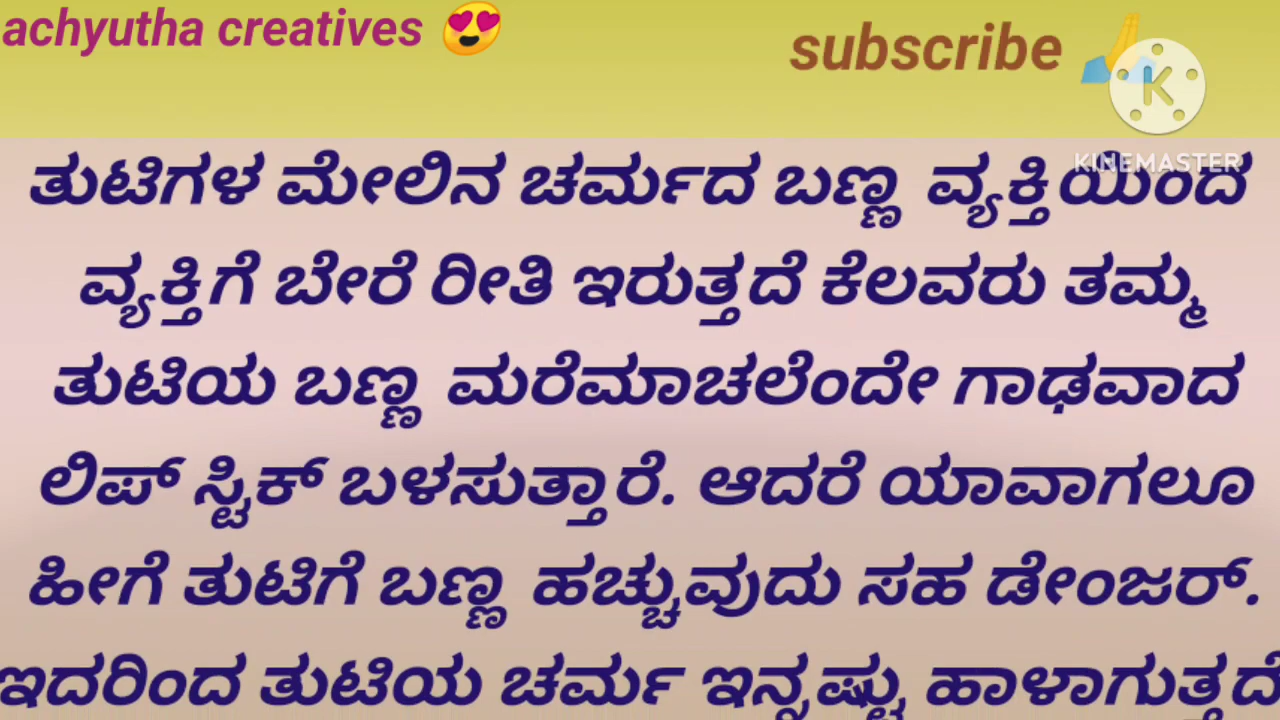 achyutha creatives 😍
subscribe 🙏
KINEMASTER
ತುಟಿಗಳ ಮೇಲಿನ ಚರ್ಮದ ಬಣ್ಣ ವ್ಯಕ್ತಿಯಿಂದ
ವ್ಯಕ್ತಿಗೆ ಬೇರೆ ರೀತಿ ಇರುತ್ತದೆ ಕೆಲವರು ತಮ್ಮ
ತುಟಿಯ ಬಣ್ಣ ಮರೆಮಾಚಲೆಂದೇ ಗಾಢವಾದ
ಲಿಪ್ ಸ್ಟಿಕ್ ಬಳಸುತ್ತಾರೆ. ಆದರೆ ಯಾವಾಗಲೂ
ಹೀಗೆ ತುಟಿಗೆ ಬಣ್ಣ ಹಚ್ಚುವುದು ಸಹ ಡೇಂಜರ್.
ಇದರಿಂದ ತುಟಿಯ ಚರ್ಮ ಇನ್ನಷ್ಟು ಹಾಳಾಗುತ್ತದೆ